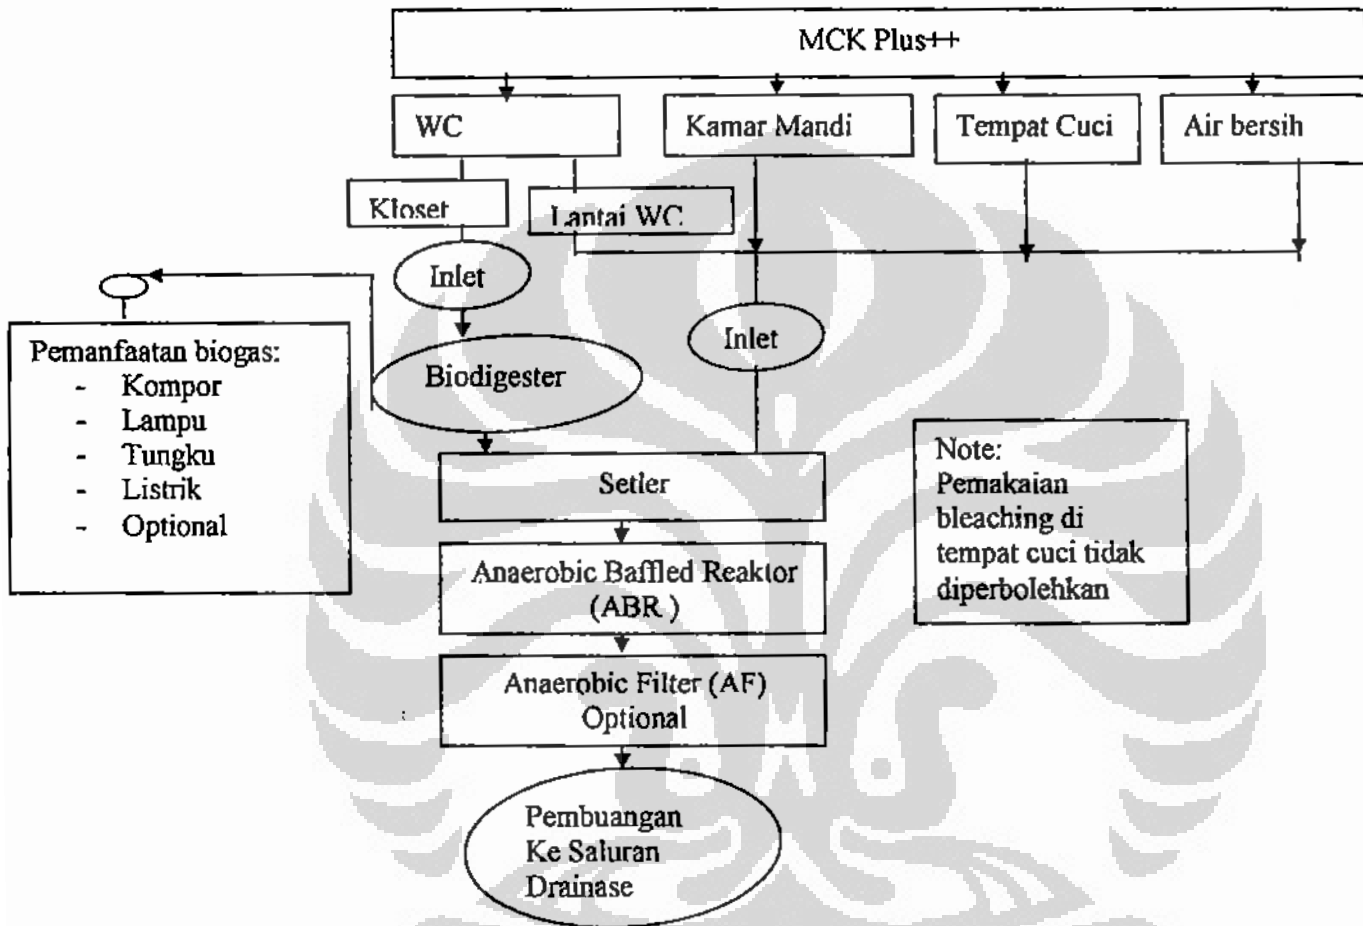 MCK Plus++
WC
Kamar Mandi
Tempat Cuci
Air bersih
Kloset
Lantai WC
Inlet
Inlet
Pemanfaatan biogas:
- Kompor
- Lampu
- Tungku
- Listrik
- Optional
Biodigester
Note:
Pemakaian
bleaching di
tempat cuci tidak
diperbolehkan
Setler
Anaerobic Baffled Reaktor
(ABR )
Anaerobic Filter (AF)
Optional
Pembuangan
Ke Saluran
Drainase